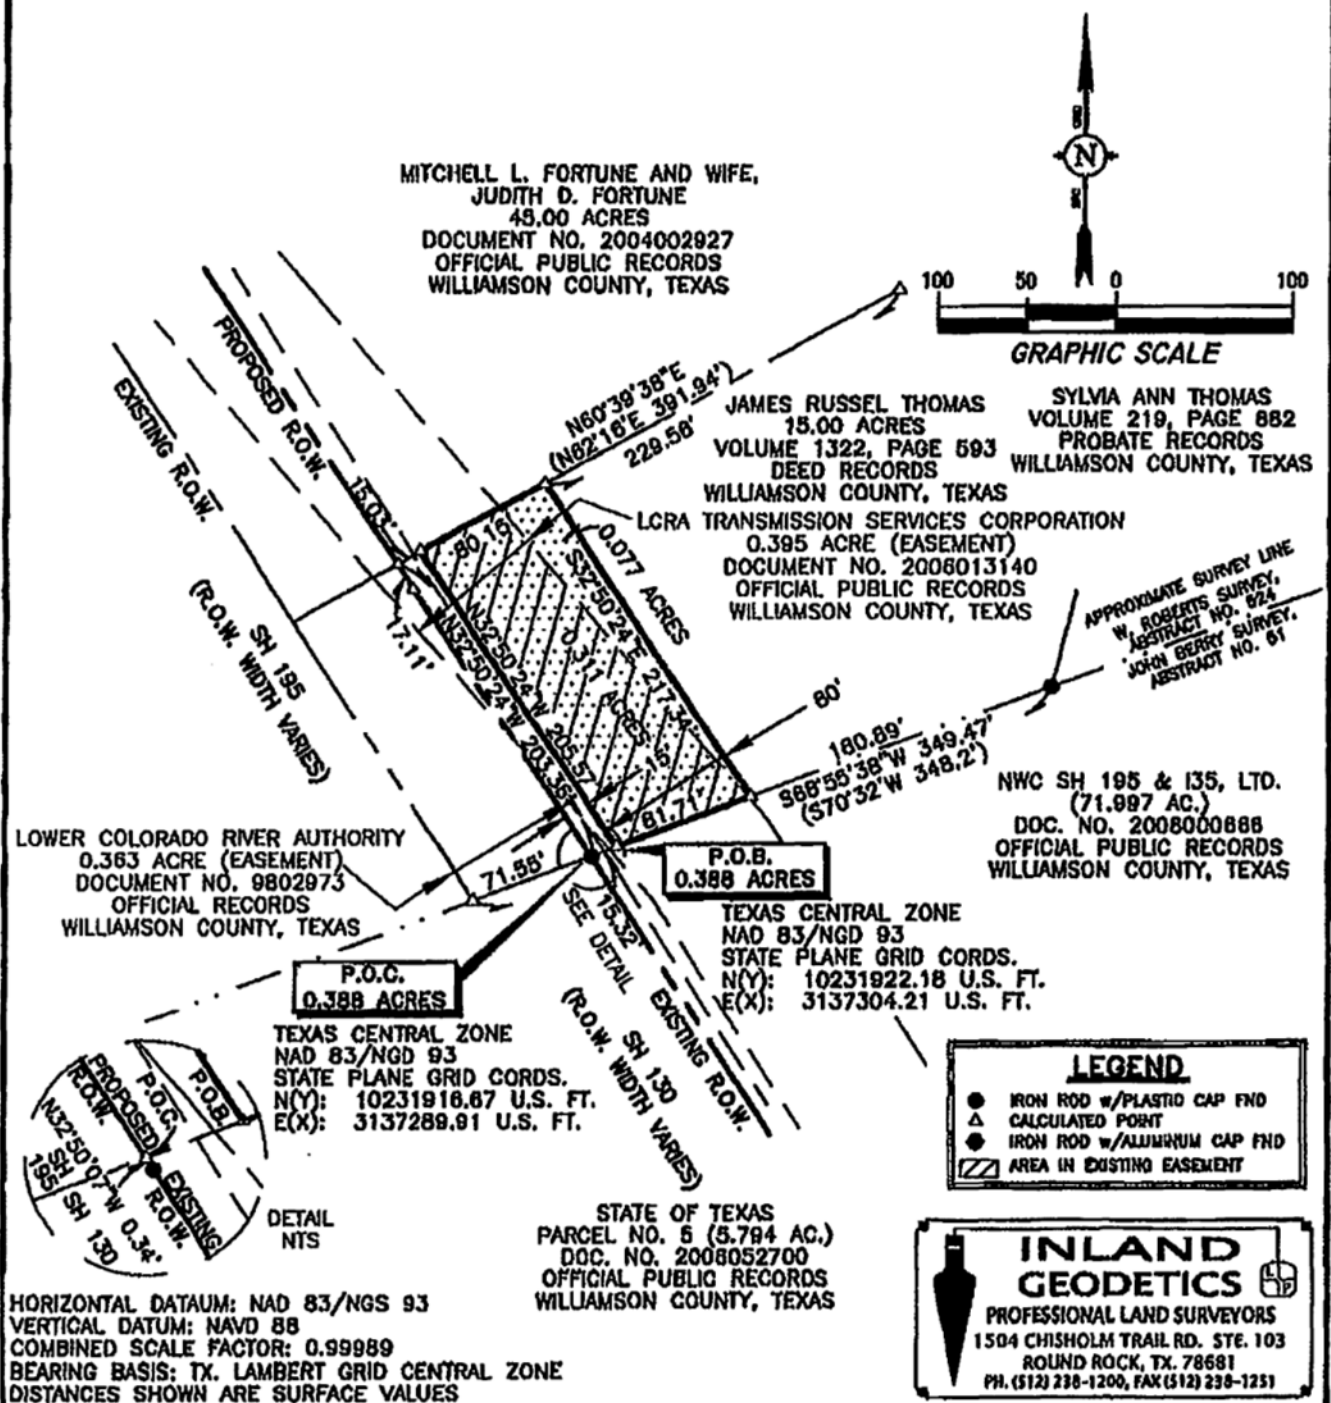 MITCHELL L. FORTUNE AND WIFE,
JUDITH D. FORTUNE
45.00 ACRES
DOCUMENT NO. 2004002927
OFFICIAL PUBLIC RECORDS
WILLIAMSON COUNTY, TEXAS
N
100 50 0 100
GRAPHIC SCALE
PROPOSED R.O.W.
EXISTING R.O.W.
N60°39'38"E
(N62°16'E 391.94')
229.58'
JAMES RUSSEL THOMAS
15.00 ACRES
VOLUME 1322, PAGE 593
DEED RECORDS
WILLIAMSON COUNTY, TEXAS
SYLVIA ANN THOMAS
VOLUME 219, PAGE 882
PROBATE RECORDS
WILLIAMSON COUNTY, TEXAS
LCRA TRANSMISSION SERVICES CORPORATION
0.395 ACRE (EASEMENT)
DOCUMENT NO. 2006013140
OFFICIAL PUBLIC RECORDS
WILLIAMSON COUNTY, TEXAS
15.03'
80.16'
0.077 ACRES
S32°50'24"E 217.34'
0.311 ACRES
N32°50'24"W 205.57'
N32°50'24"W 203.36'
17.11'
15'
81.71'
80'
SH 195
(R.O.W. WIDTH VARIES)
APPROXIMATE SURVEY LINE
W. ROBERTS SURVEY,
ABSTRACT NO. 524
JOHN BERRY SURVEY,
ABSTRACT NO. 51
180.89'
S68°55'38"W 349.47'
(S70°32'W 348.2')
NWC SH 195 & I35, LTD.
(71.997 AC.)
DOC. NO. 2008000888
OFFICIAL PUBLIC RECORDS
WILLIAMSON COUNTY, TEXAS
LOWER COLORADO RIVER AUTHORITY
0.363 ACRE (EASEMENT)
DOCUMENT NO. 9802973
OFFICIAL RECORDS
WILLIAMSON COUNTY, TEXAS
71.55'
P.O.B.
0.388 ACRES
TEXAS CENTRAL ZONE
NAD 83/NGD 93
STATE PLANE GRID CORDS.
N(Y): 10231922.18 U.S. FT.
E(X): 3137304.21 U.S. FT.
15.32'
SEE DETAIL
EXISTING R.O.W.
SH 130
(R.O.W. WIDTH VARIES)
P.O.C.
0.388 ACRES
TEXAS CENTRAL ZONE
NAD 83/NGD 93
STATE PLANE GRID CORDS.
N(Y): 10231916.67 U.S. FT.
E(X): 3137289.91 U.S. FT.
PROPOSED
R.O.W.
P.O.C.
P.O.B.
N32°50'07"W 0.34'
SH 195
SH 130
EXISTING
R.O.W.
DETAIL
NTS
STATE OF TEXAS
PARCEL NO. 5 (5.794 AC.)
DOC. NO. 2008052700
OFFICIAL PUBLIC RECORDS
WILLIAMSON COUNTY, TEXAS
LEGEND
IRON ROD w/PLASTIC CAP FND
CALCULATED POINT
IRON ROD w/ALUMINUM CAP FND
AREA IN EXISTING EASEMENT
HORIZONTAL DATAUM: NAD 83/NGS 93
VERTICAL DATUM: NAVD 88
COMBINED SCALE FACTOR: 0.99989
BEARING BASIS: TX. LAMBERT GRID CENTRAL ZONE
DISTANCES SHOWN ARE SURFACE VALUES
INLAND
GEODETICS
PROFESSIONAL LAND SURVEYORS
1504 CHISHOLM TRAIL RD. STE. 103
ROUND ROCK, TX. 78681
PH. (512) 238-1200, FAX (512) 238-1251